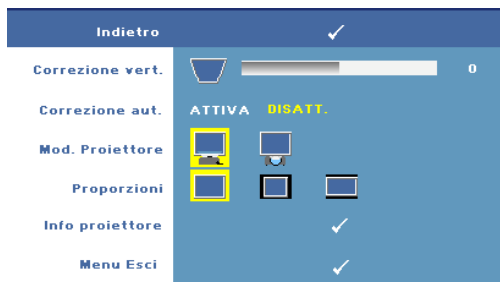 Indietro
Correzione vert. 0
Correzione aut. ATTIVA DISATT.
Mod. Proiettore
Proporzioni
Info proiettore
Menu Esci